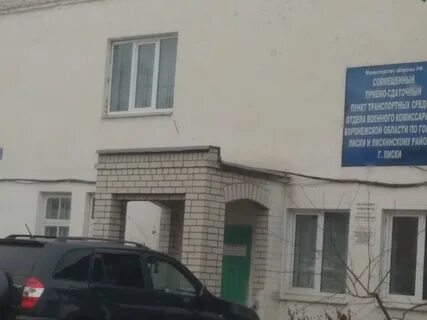 Министерство обороны РФ
СОВМЕЩЕННЫЙ
ПРИЕМО-СДАТОЧНЫЙ
ПУНКТ ТРАНСПОРТНЫХ СРЕД
ОТДЕЛА ВОЕННОГО КОМИССАРИ
ВОРОНЕЖСКОЙ ОБЛАСТИ ПО ГО
ЛИСКИ И ЛИСКИНСКОМУ РАЙО
Г. ЛИСКИ